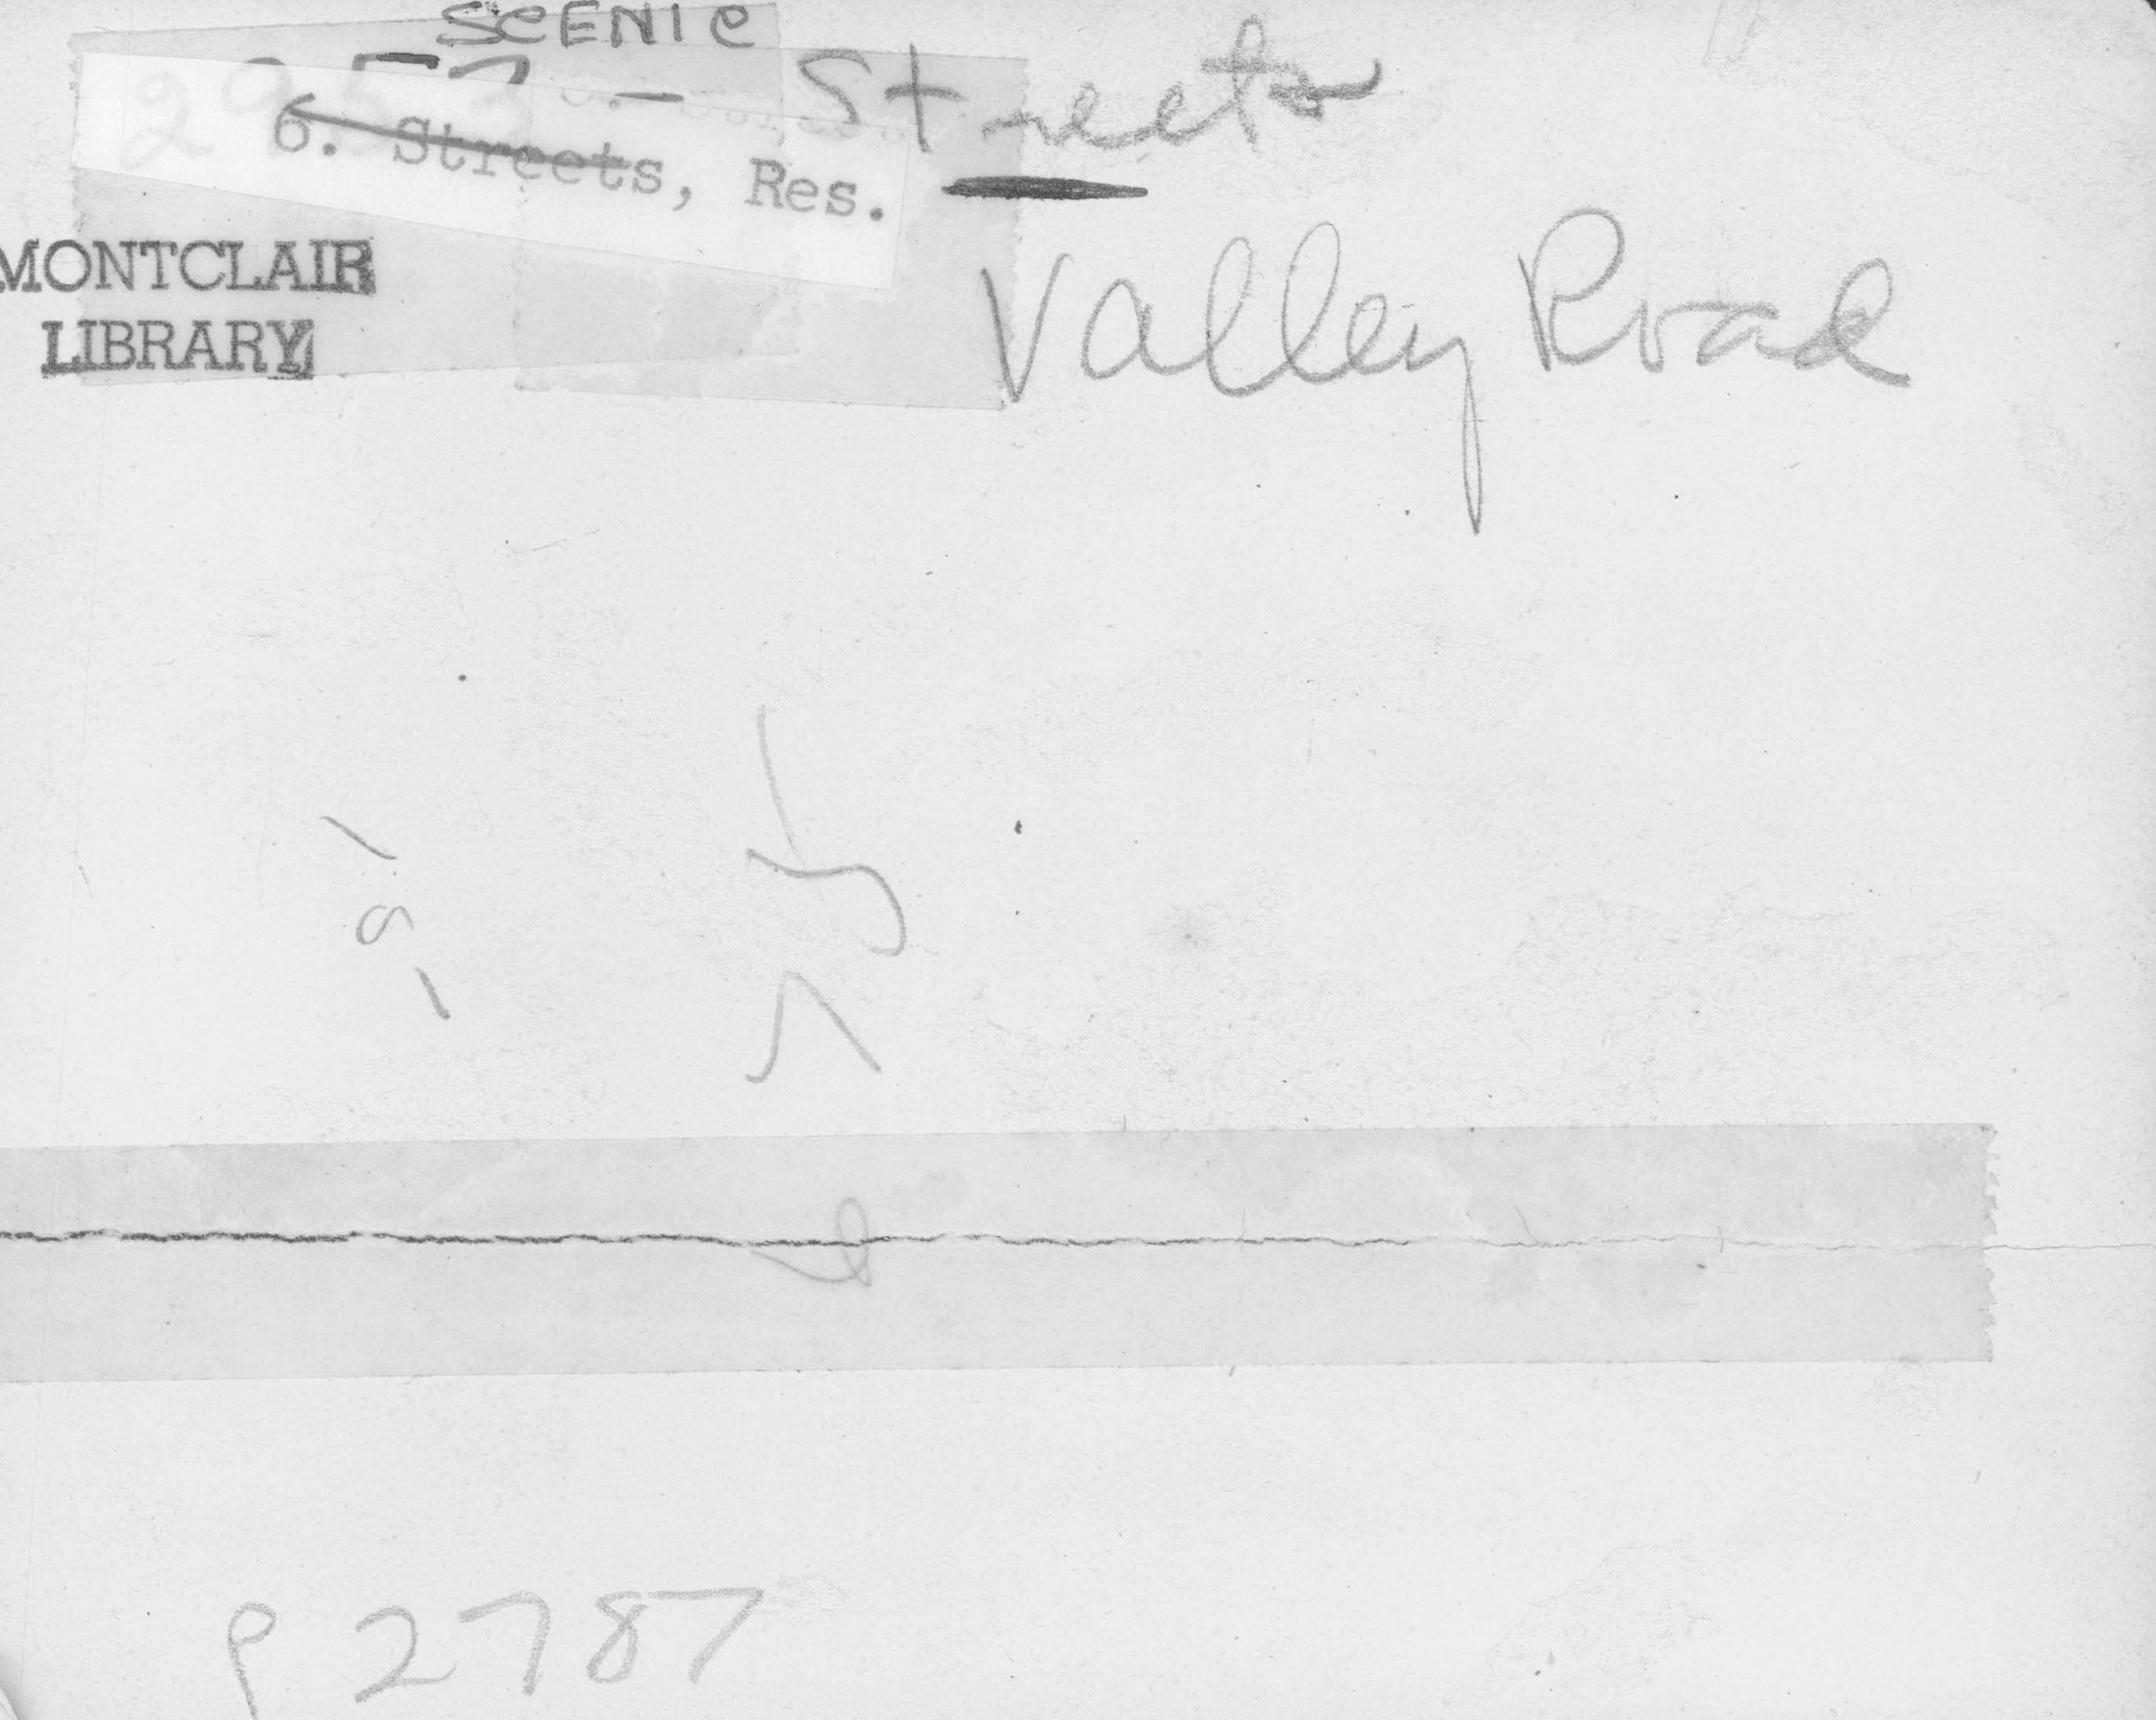 SCENIC
Streets
6. Streets, Res.
Valley Road
MONTCLAIR
LIBRARY
P 2787